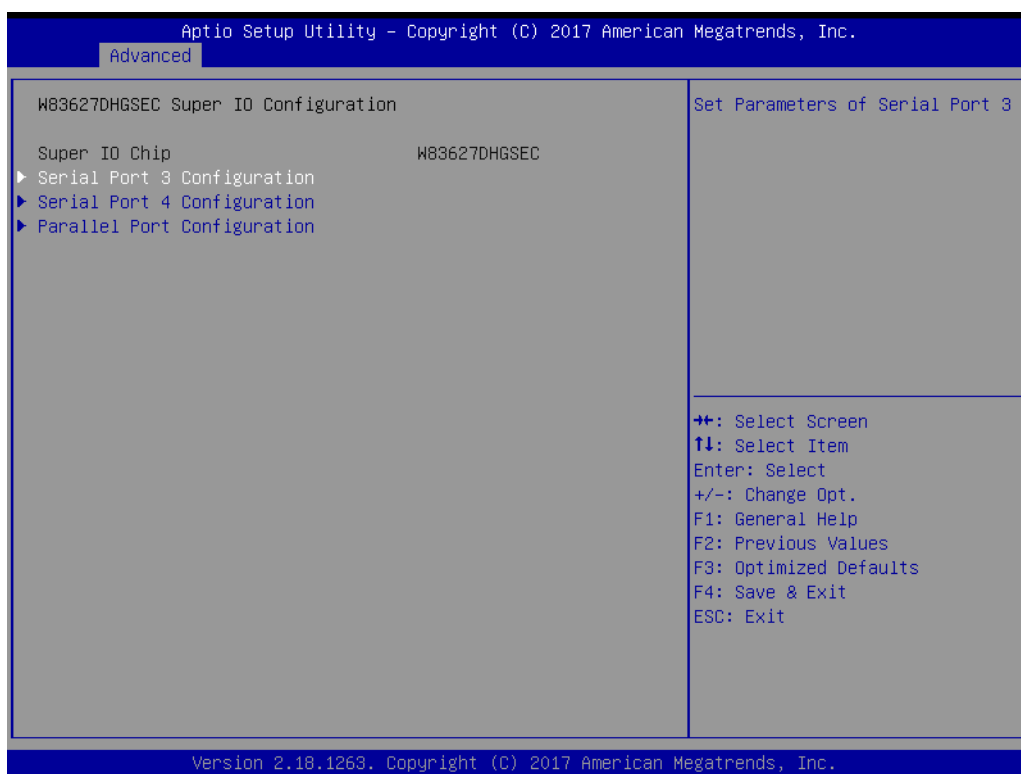 Aptio Setup Utility – Copyright (C) 2017 American Megatrends, Inc.
Advanced
W83627DHGSEC Super IO Configuration
Super IO Chip W83627DHGSEC
Serial Port 3 Configuration
Serial Port 4 Configuration
Parallel Port Configuration
Set Parameters of Serial Port 3
→←: Select Screen
↑↓: Select Item
Enter: Select
+/-: Change Opt.
F1: General Help
F2: Previous Values
F3: Optimized Defaults
F4: Save & Exit
ESC: Exit
Version 2.18.1263. Copyright (C) 2017 American Megatrends, Inc.